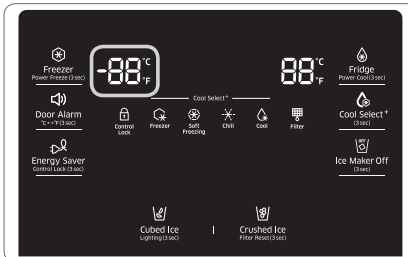 Freezer
Power Freeze (3 sec)
-88 °C
°F
88 °C
°F
Fridge
Power Cool (3 sec)
Cool Select+
Door Alarm
°C↔°F (3 sec)
Control Lock
Freezer
Soft Freezing
Chill
Cool
Filter
Cool Select+
(3 sec)
Energy Saver
Control Lock (3 sec)
OFF
Ice Maker Off
(3 sec)
Cubed Ice
Lighting (3 sec)
Crushed Ice
Filter Reset (3 sec)